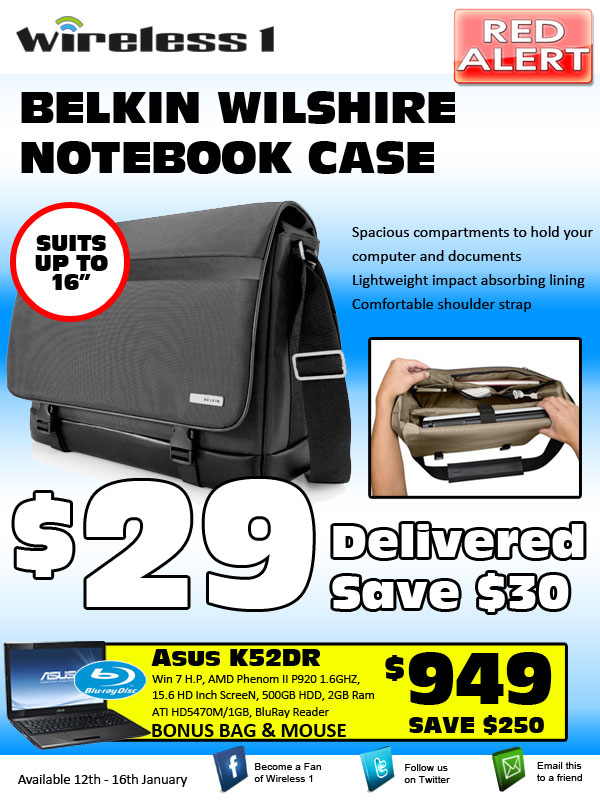 wireless 1
RED
ALERT
BELKIN WILSHIRE
NOTEBOOK CASE
SUITS
UP TO
16”
Spacious compartments to hold your
computer and documents
Lightweight impact absorbing lining
Comfortable shoulder strap
BELKIN
$29
Delivered
Save $30
ASUS
Blu-ray Disc
Asus K52DR
Win 7 H.P, AMD Phenom II P920 1.6GHZ,
15.6 HD Inch ScreeN, 500GB HDD, 2GB Ram
ATI HD5470M/1GB, BluRay Reader
BONUS BAG & MOUSE
$949
SAVE $250
Available 12th - 16th January
Become a Fan
of Wireless 1
Follow us
on Twitter
Email this
to a friend